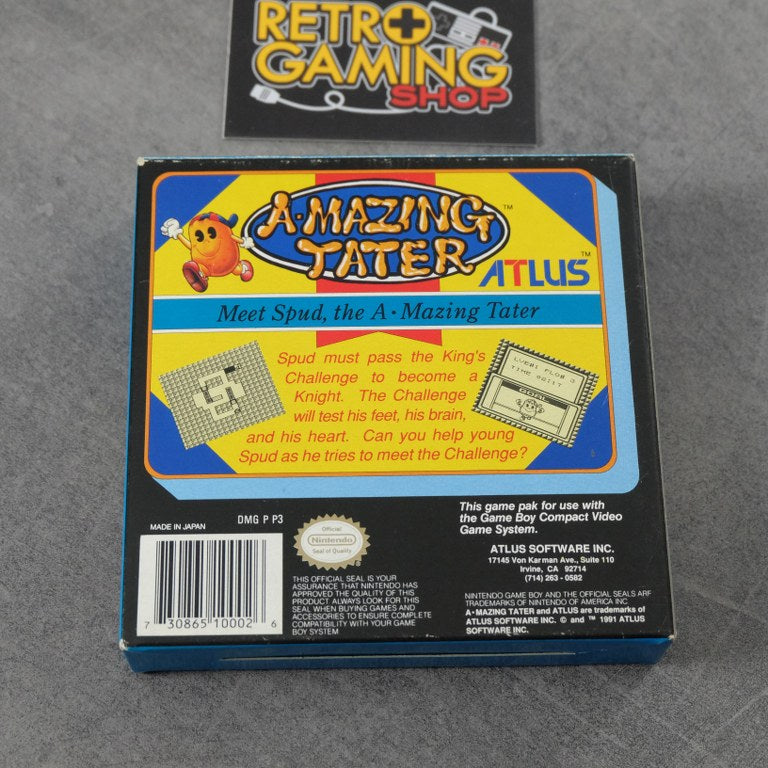 RETRO
GAMING
SHOP
A·MAZING
TATER™
ATLUS™
Meet Spud, the A·Mazing Tater
Spud must pass the King's
Challenge to become a
Knight. The Challenge
will test his feet, his brain,
and his heart. Can you help young
Spud as he tries to meet the Challenge?
MADE IN JAPAN
DMG P P3
Official
Nintendo
Seal of Quality
THIS OFFICIAL SEAL IS YOUR
ASSURANCE THAT NINTENDO HAS
APPROVED THE QUALITY OF THIS
PRODUCT ALWAYS LOOK FOR THIS
SEAL WHEN BUYING GAMES AND
ACCESSORIES TO ENSURE COMPLETE
COMPATIBILITY WITH YOUR GAME
BOY SYSTEM
7 30865 10002 6
This game pak for use with
the Game Boy Compact Video
Game System.
ATLUS SOFTWARE INC.
17145 Von Karman Ave., Suite 110
Irvine, CA 92714
(714) 263-0582
NINTENDO GAME BOY AND THE OFFICIAL SEALS ARE
TRADEMARKS OF NINTENDO OF AMERICA INC
A·MAZING TATER and ATLUS are trademarks of
ATLUS SOFTWARE INC. © and ™ 1991 ATLUS
SOFTWARE INC.